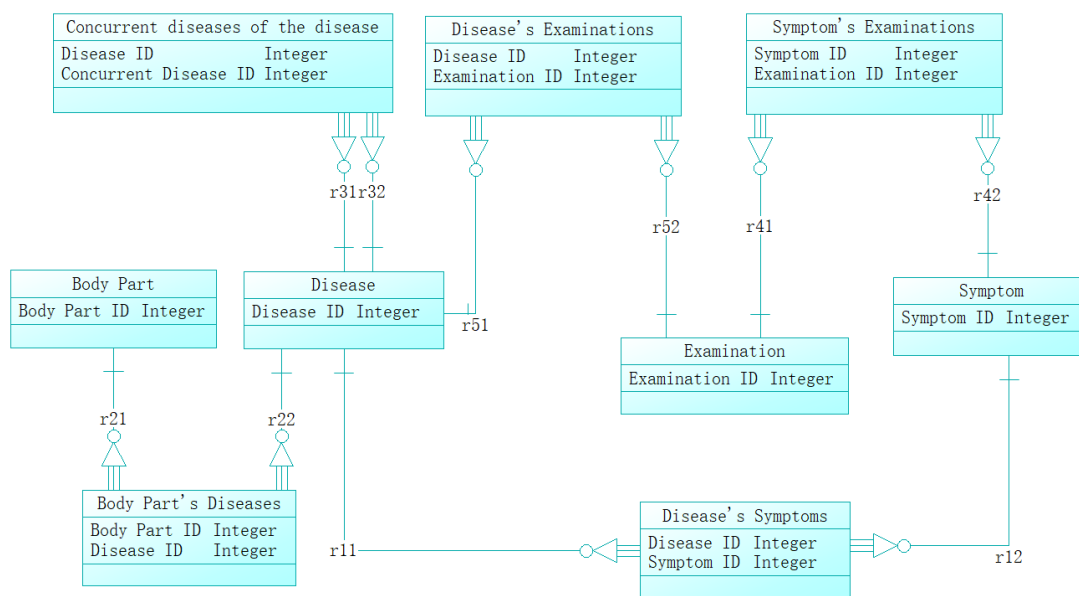 Concurrent diseases of the disease
Disease ID Integer
Concurrent Disease ID Integer
Disease's Examinations
Disease ID Integer
Examination ID Integer
Symptom's Examinations
Symptom ID Integer
Examination ID Integer
r31
r32
r42
r52
r41
Body Part
Body Part ID Integer
Disease
Disease ID Integer
r51
Symptom
Symptom ID Integer
Examination
Examination ID Integer
r21
r22
Body Part's Diseases
Body Part ID Integer
Disease ID Integer
r11
Disease's Symptoms
Disease ID Integer
Symptom ID Integer
r12